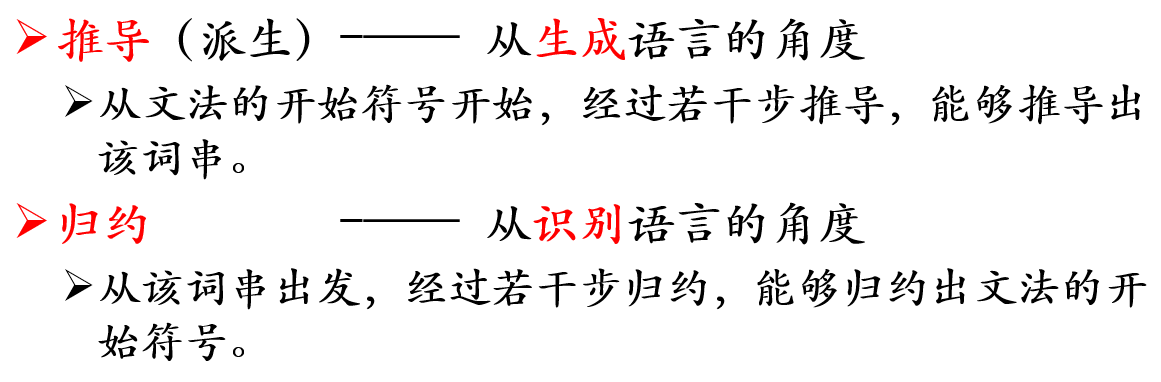 ➢推导（派生）—— 从生成语言的角度
➢从文法的开始符号开始，经过若干步推导，能够推导出
该词串。
➢归约 —— 从识别语言的角度
➢从该词串出发，经过若干步归约，能够归约出文法的开
始符号。